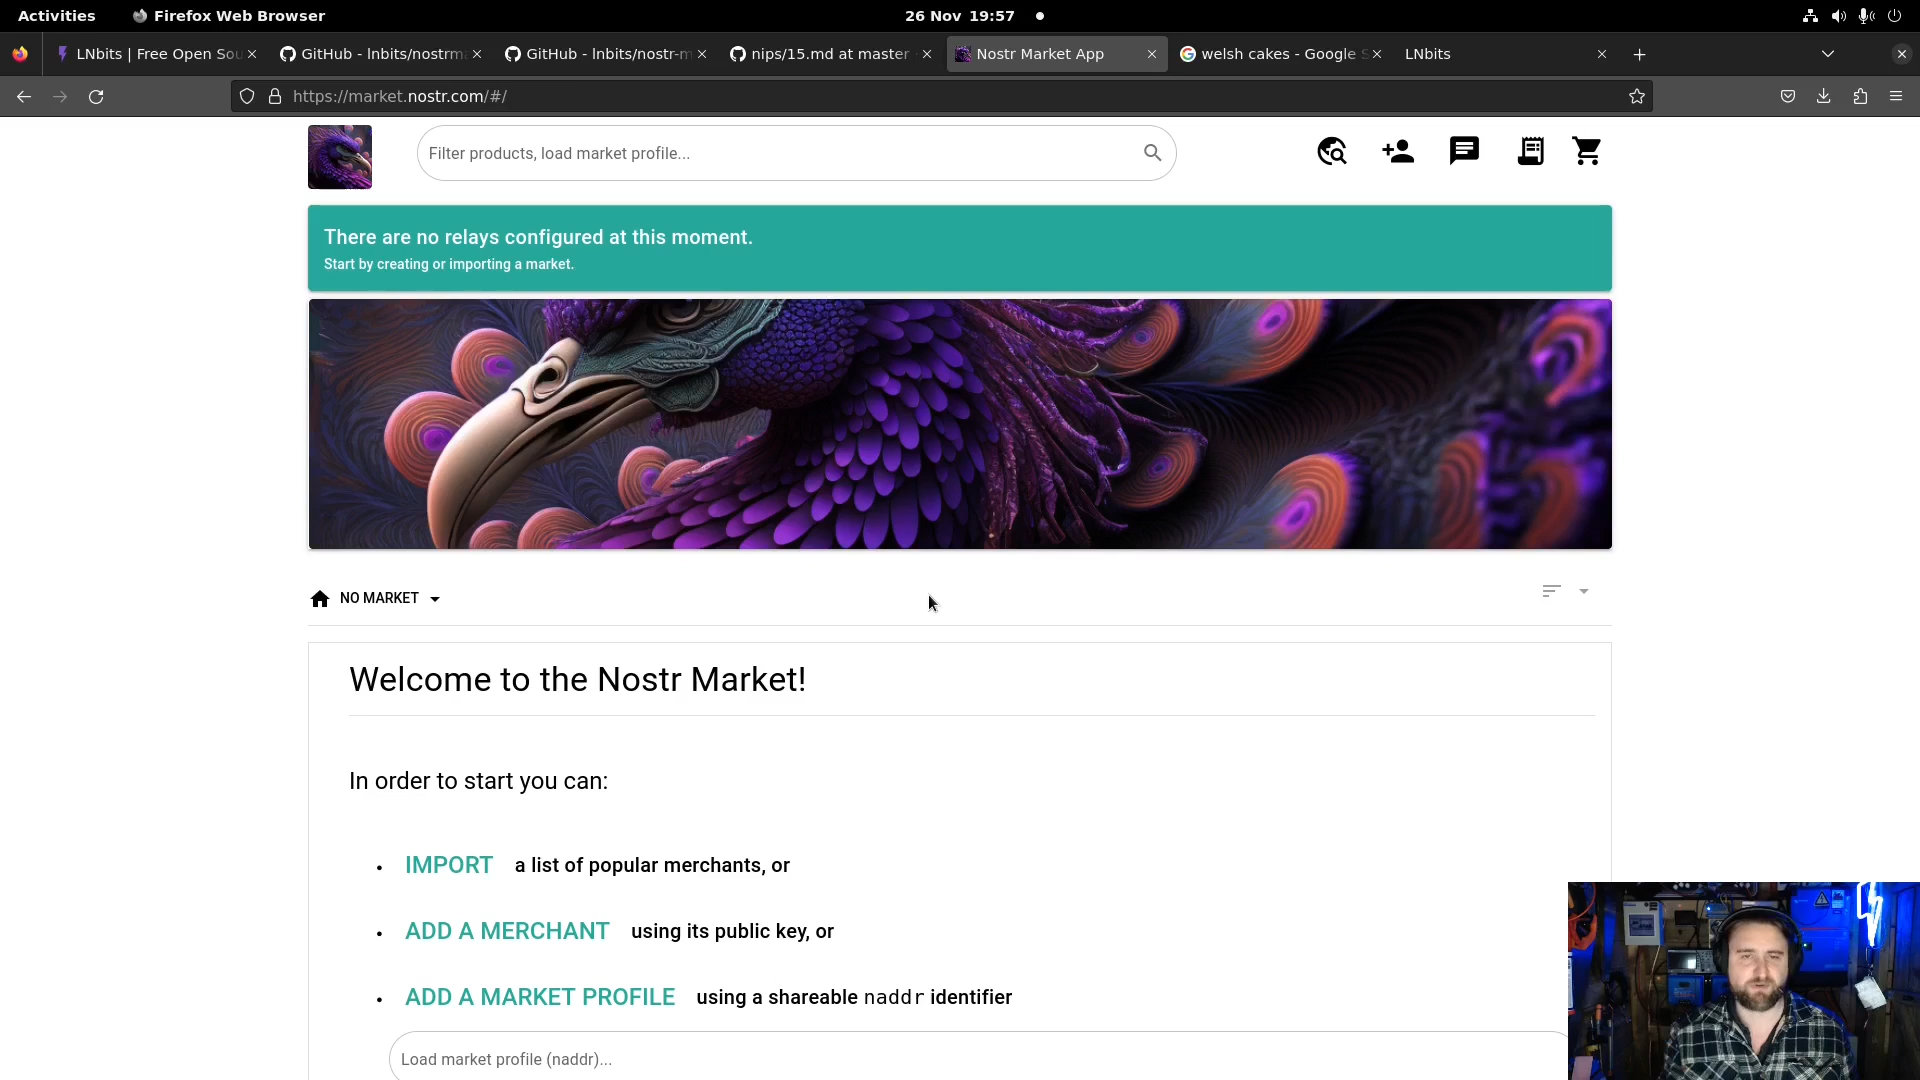 Activities Firefox Web Browser 26 Nov 19:57
LNbits | Free Open Sou GitHub - lnbits/nostrm GitHub - lnbits/nostr-m nips/15.md at master Nostr Market App welsh cakes - Google S LNbits
https://market.nostr.com/#/
Filter products, load market profile...
There are no relays configured at this moment.
Start by creating or importing a market.
NO MARKET
Welcome to the Nostr Market!
In order to start you can:
• IMPORT a list of popular merchants, or
• ADD A MERCHANT using its public key, or
• ADD A MARKET PROFILE using a shareable naddr identifier
Load market profile (naddr)...